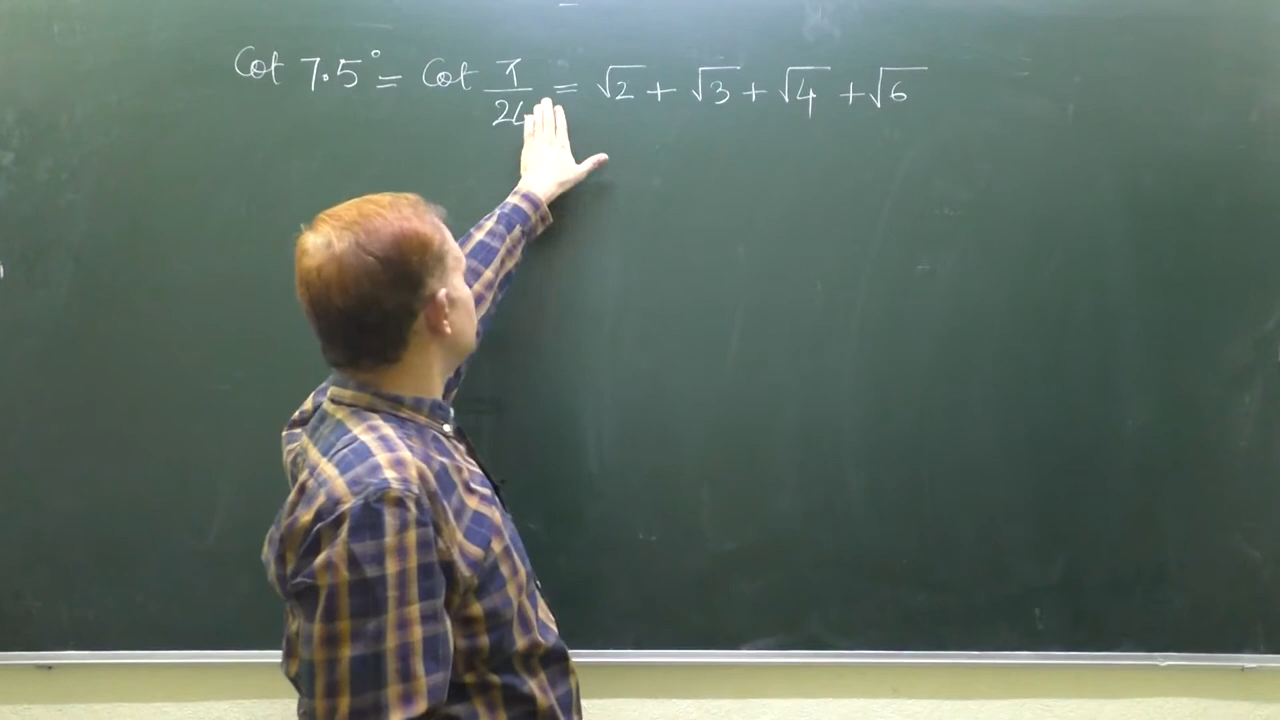 Cot 7.5° = Cot π/24 = √2 + √3 + √4 + √6